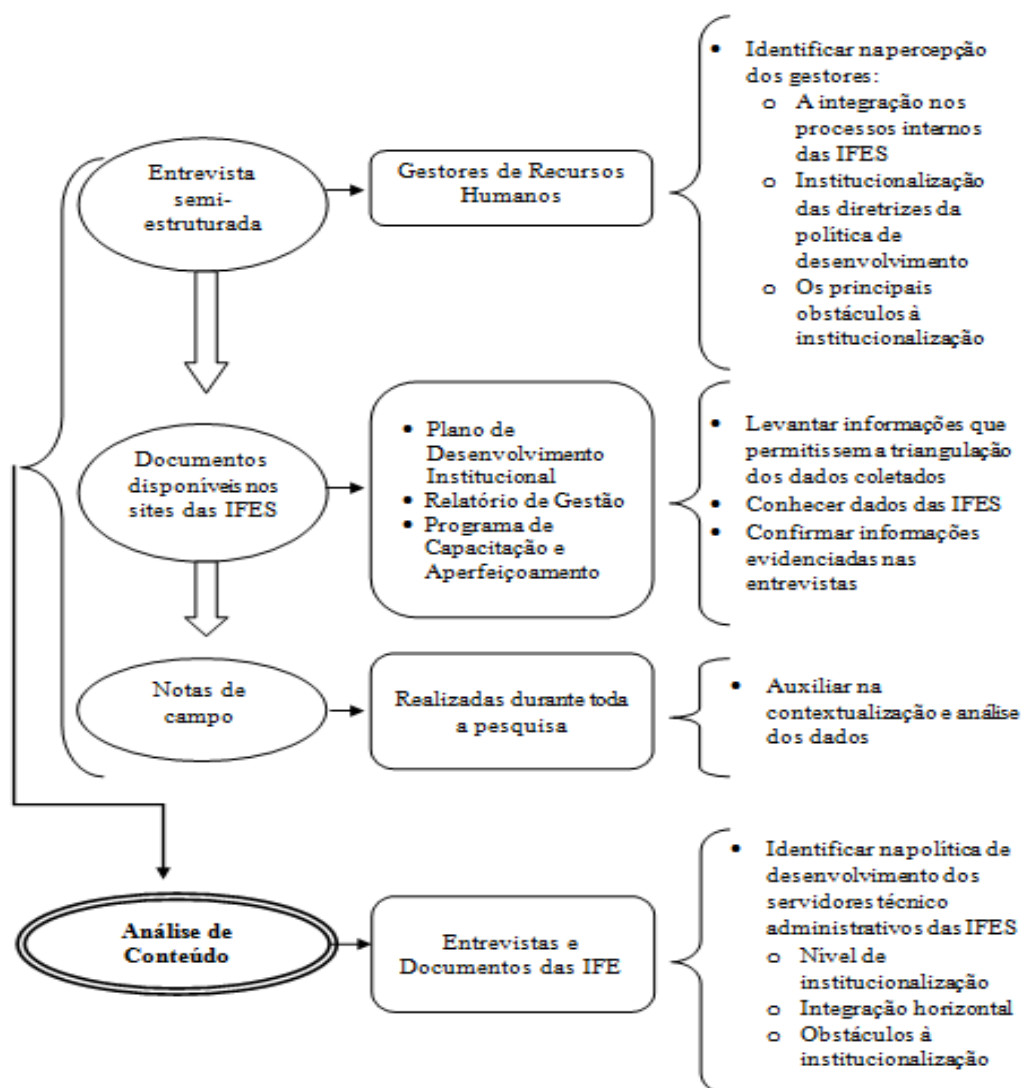 Entrevista
semi-
estruturada
Gestores de Recursos
Humanos
• Identificar na percepção
dos gestores:
o A integração nos
processos internos
das IFES
o Institucionalização
das diretrizes da
política de
desenvolvimento
o Os principais
obstáculos à
institucionalização
Documentos
disponíveis nos
sites das IFES
• Plano de
Desenvolvimento
Institucional
• Relatório de Gestão
• Programa de
Capacitação e
Aperfeiçoamento
• Levantar informações que
permitissem a triangulação
dos dados coletados
• Conhecer dados das IFES
• Confirmar informações
evidenciadas nas
entrevistas
Notas de
campo
Realizadas durante toda
a pesquisa
• Auxiliar na
contextualização e análise
dos dados
Análise de
Conteúdo
Entrevistas e
Documentos das IFE
• Identificar na política de
desenvolvimento dos
servidores técnico
administrativos das IFES
o Nível de
institucionalização
o Integração horizontal
o Obstáculos à
institucionalização